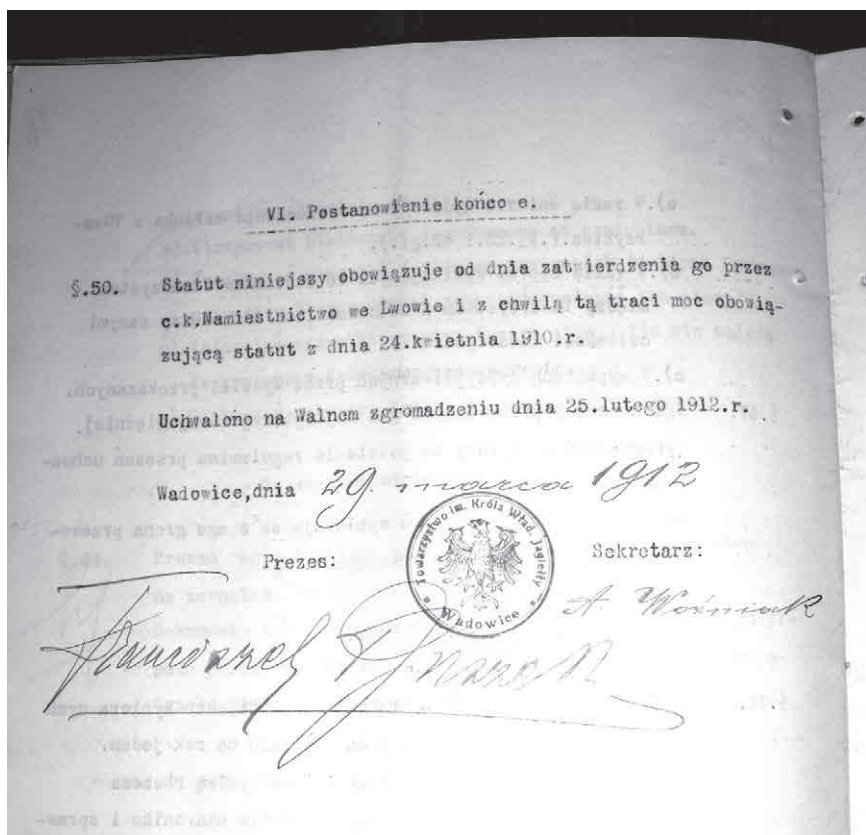 VI. Postanowienie końco e.
§.50. Statut niniejszy obowiązuje od dnia zatwierdzenia go przez
c.k.Namiestnictwo we Lwowie i z chwilą tą traci moc obowią-
zującą statut z dnia 24.kwietnia 1910.r.
Uchwalono na Walnem zgromadzeniu dnia 25.lutego 1912.r.
Wadowice,dnia 29. marca 1912
Prezes:
Towarzystwo im. Króla Wład. Jagiełły
Wadowice
Sekretarz:
A Woźniak
Franciszek